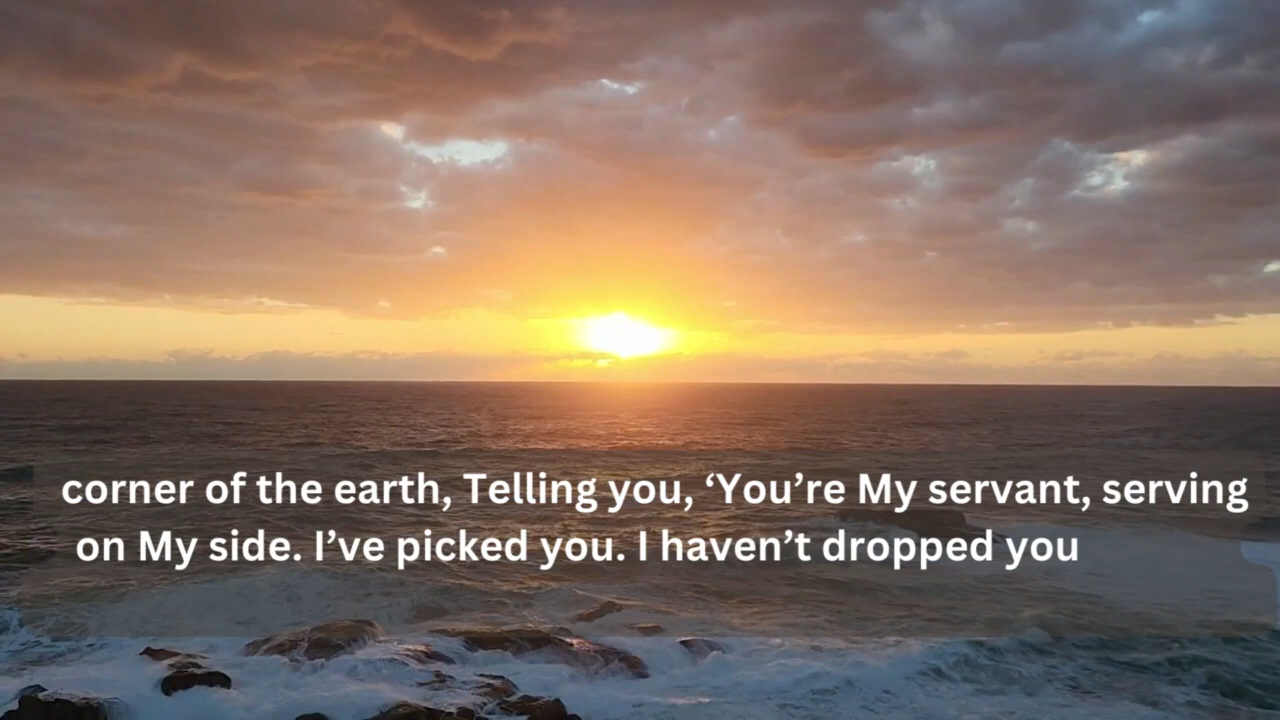 corner of the earth, Telling you, ‘You’re My servant, serving
on My side. I’ve picked you. I haven’t dropped you